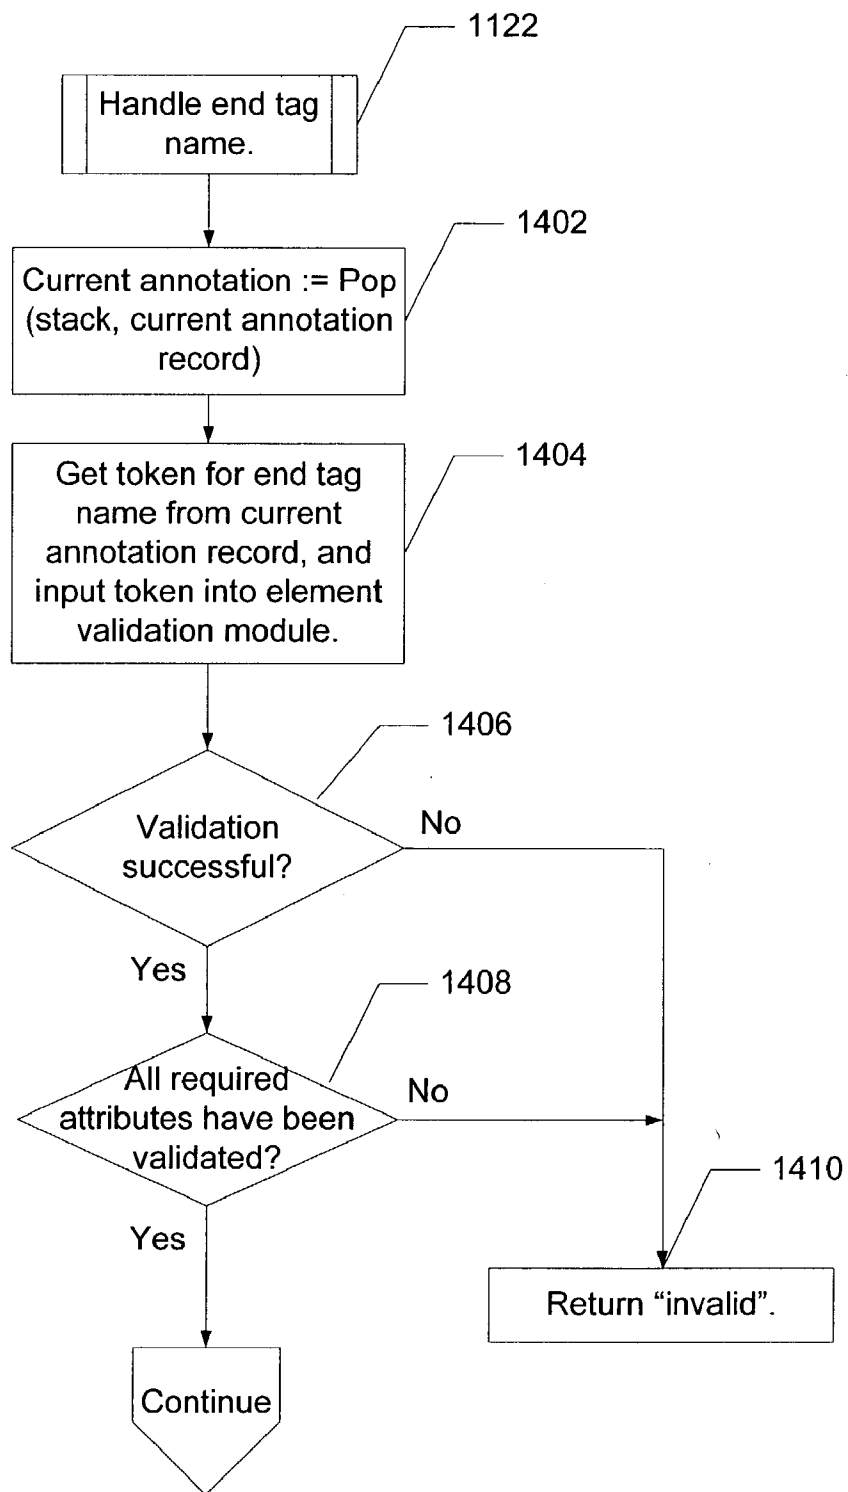 1122
Handle end tag
name.
1402
Current annotation := Pop
(stack, current annotation
record)
1404
Get token for end tag
name from current
annotation record, and
input token into element
validation module.
1406
Validation
successful?
No
Yes
1408
All required
attributes have been
validated?
No
1410
Yes
Return “invalid”.
Continue